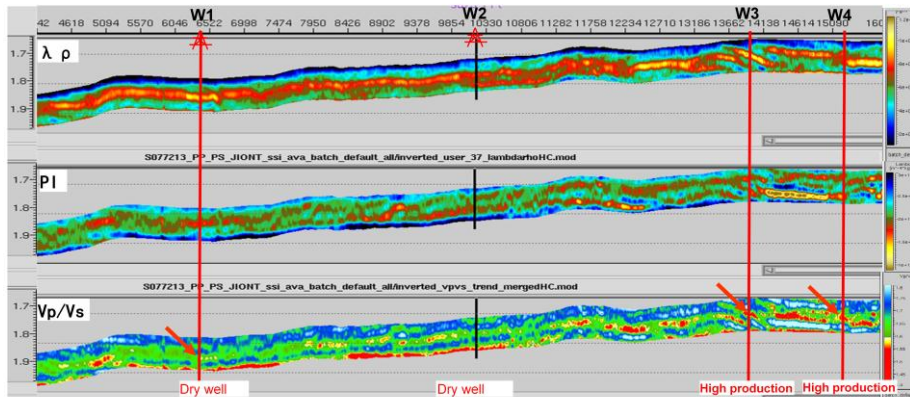 W1 W2 W3 W4
42 4618 5094 5570 6046 6522 6998 7474 7950 8426 8902 9378 9854 10330 10806 11282 11758 12234 12710 13186 13662 14138 14614 15090 160
λ ρ
1.7
1.8
1.9
S077213_PP_PS_JIONT_ssi_ava_batch_default_all/inverted_user_37_lambdarhoHC.mod
PI
1.7
1.8
1.9
S077213_PP_PS_JIONT_ssi_ava_batch_default_all/inverted_vpvs_trend_mergedHC.mod
Vp/Vs
1.7
1.8
1.9
Dry well Dry well High production High production